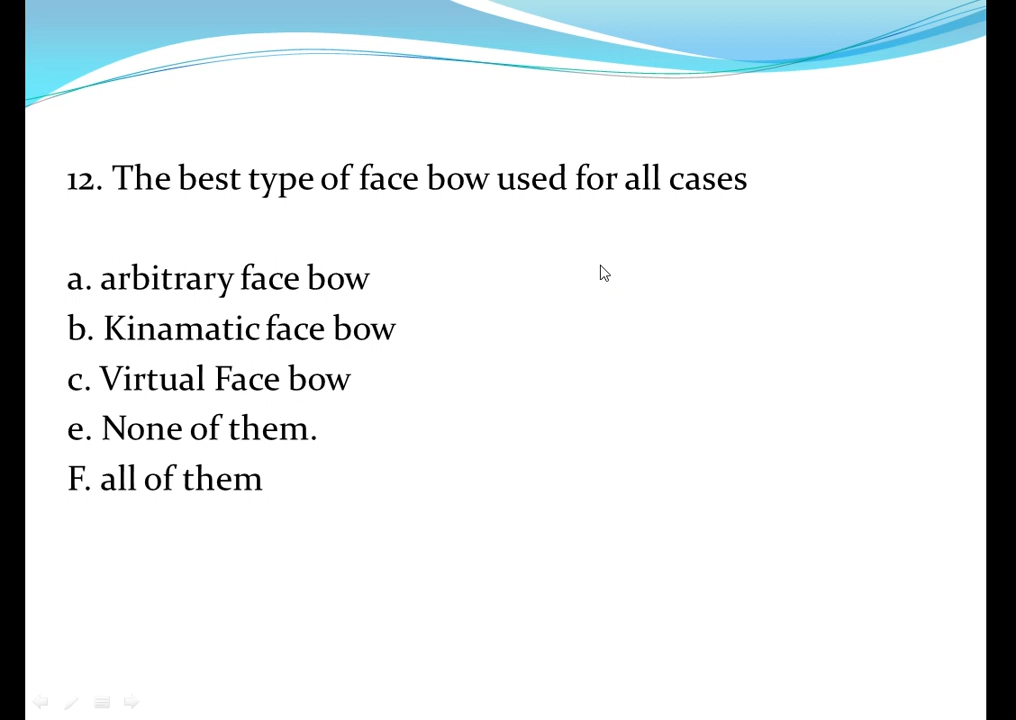 12. The best type of face bow used for all cases
a. arbitrary face bow
b. Kinamatic face bow
c. Virtual Face bow
e. None of them.
F. all of them